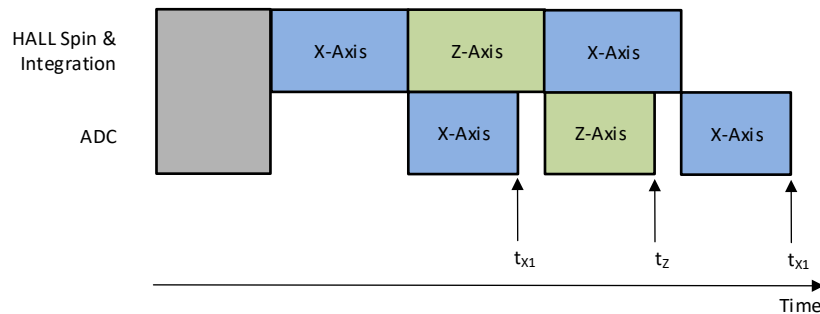 HALL Spin &
Integration
X-Axis
Z-Axis
X-Axis
ADC
X-Axis
Z-Axis
X-Axis
tX1
tZ
tX1
Time